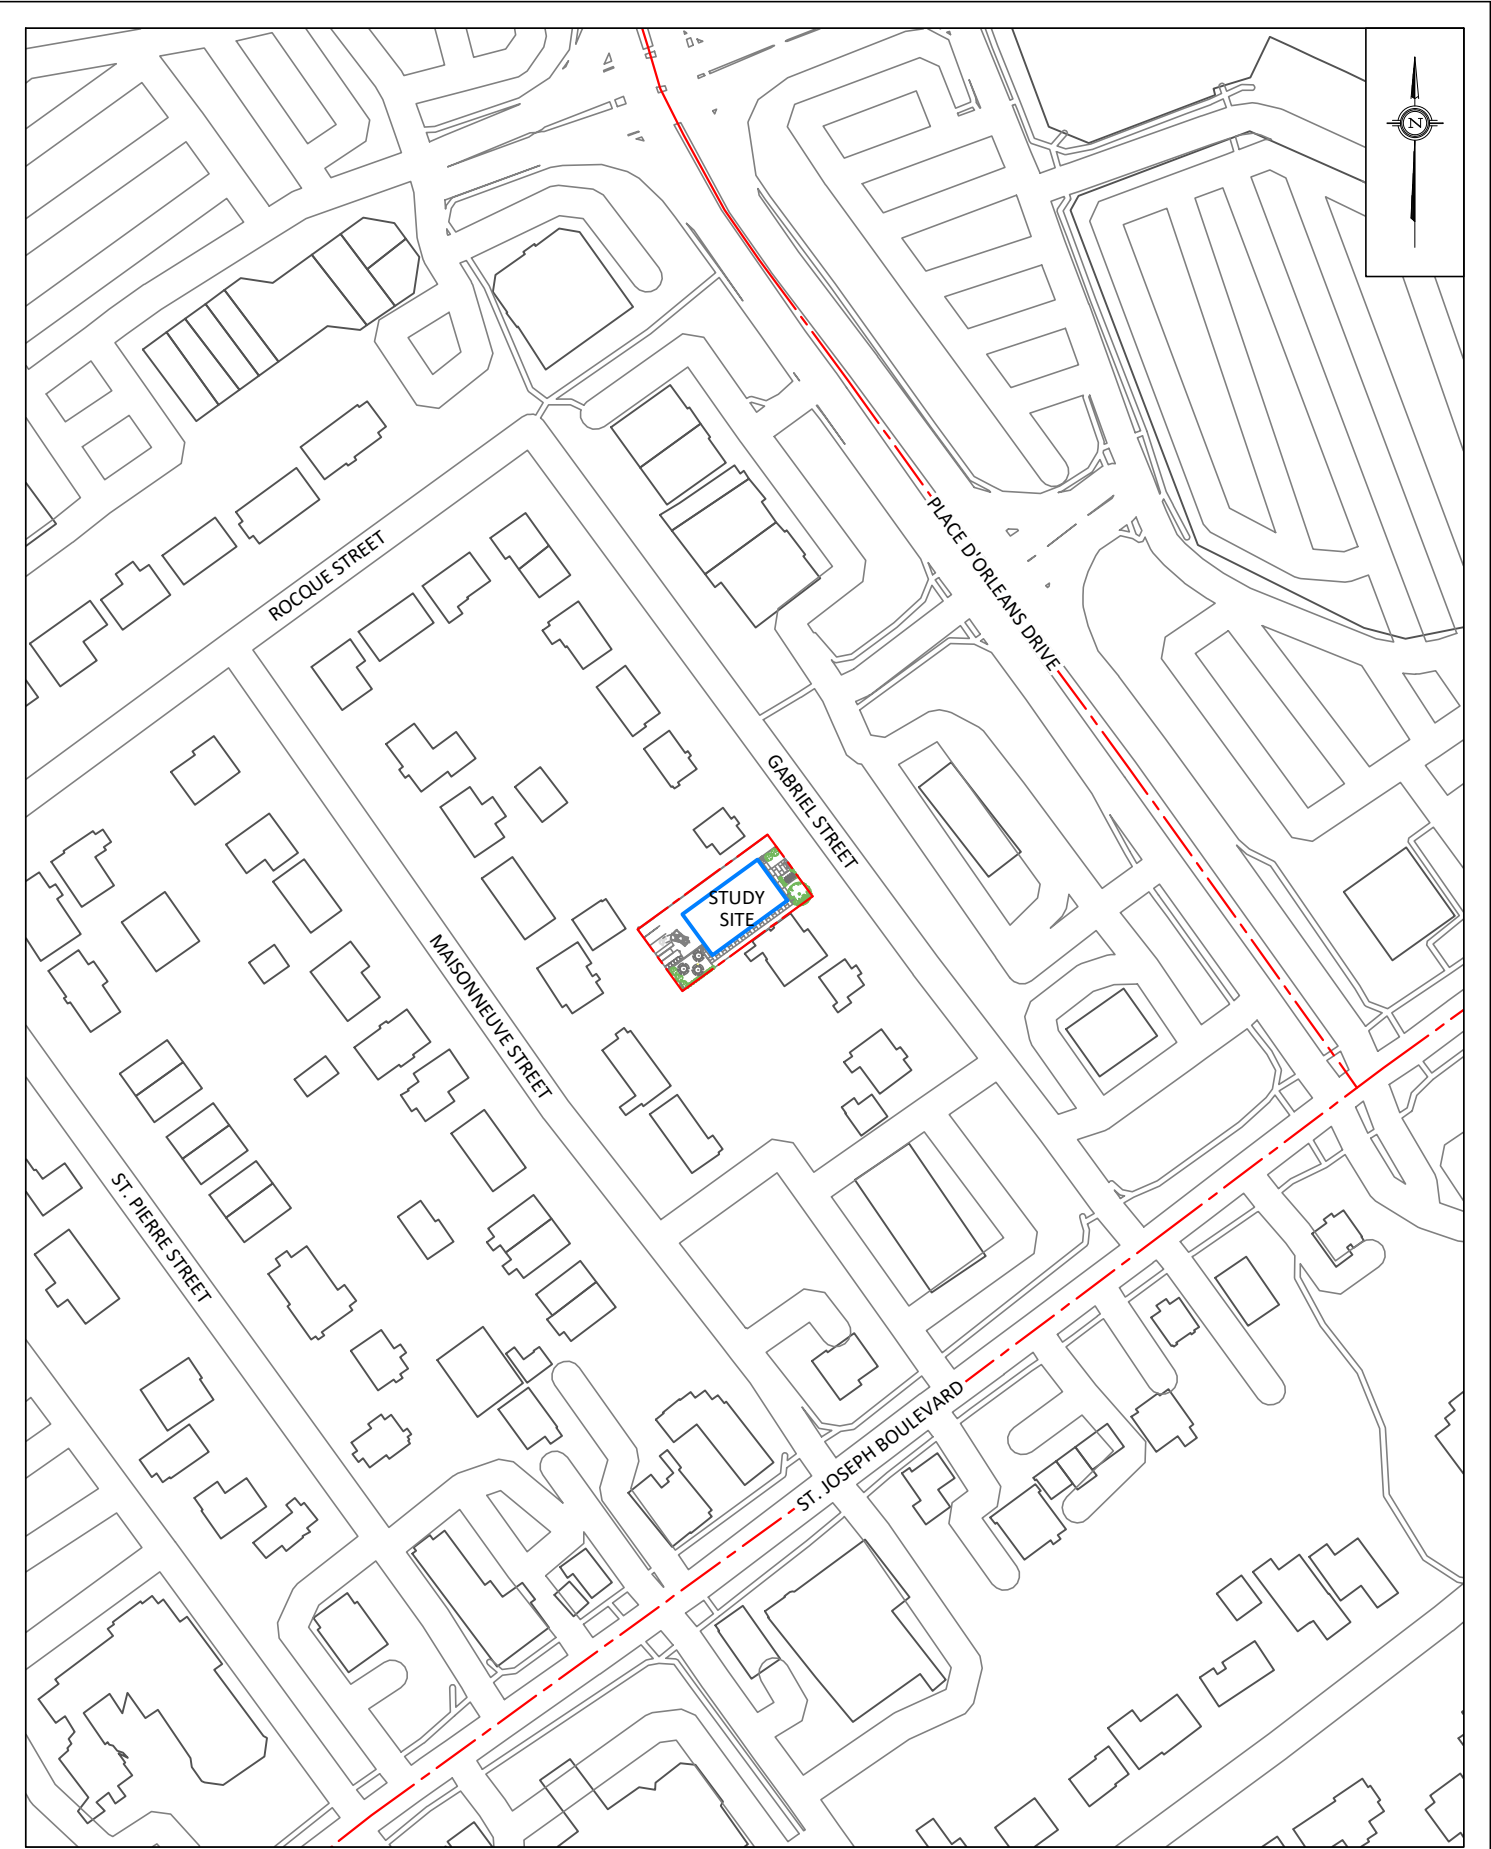 N
PLACE D'ORLEANS DRIVE
ROCQUE STREET
GABRIEL STREET
STUDY
SITE
MAISONNEUVE STREET
ST. PIERRE STREET
ST. JOSEPH BOULEVARD